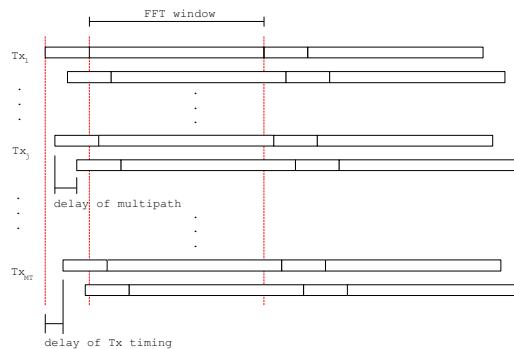 FFT window
Tx1
Txj
delay of multipath
TxMT
delay of Tx timing